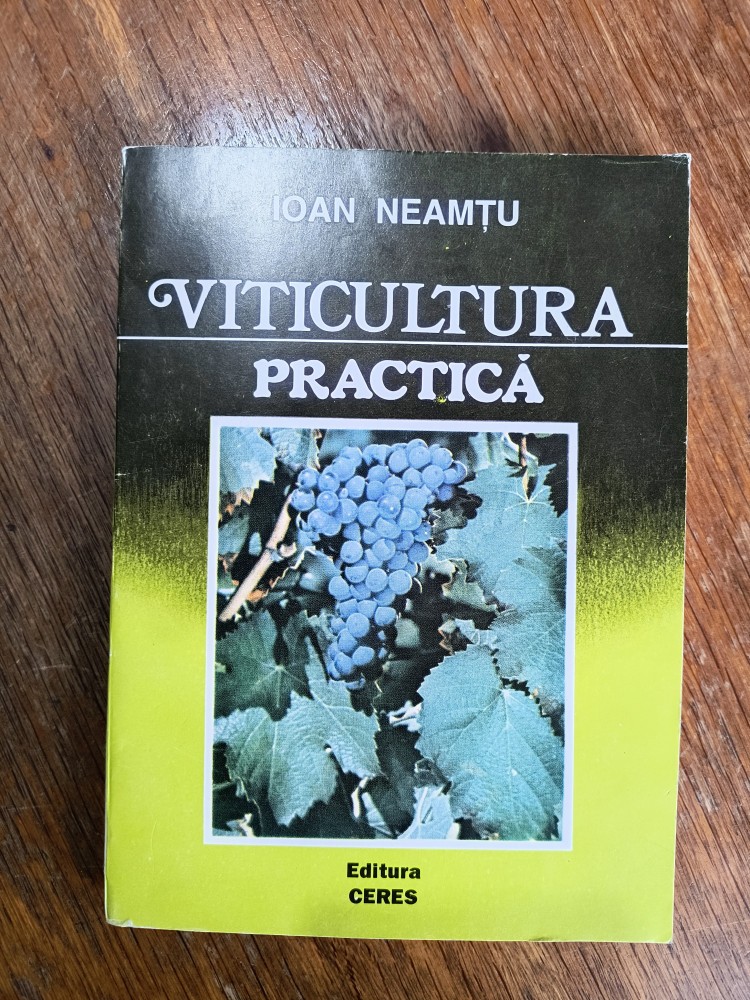 IOAN NEAMȚU
VITICULTURA
PRACTICĂ
Editura
CERES